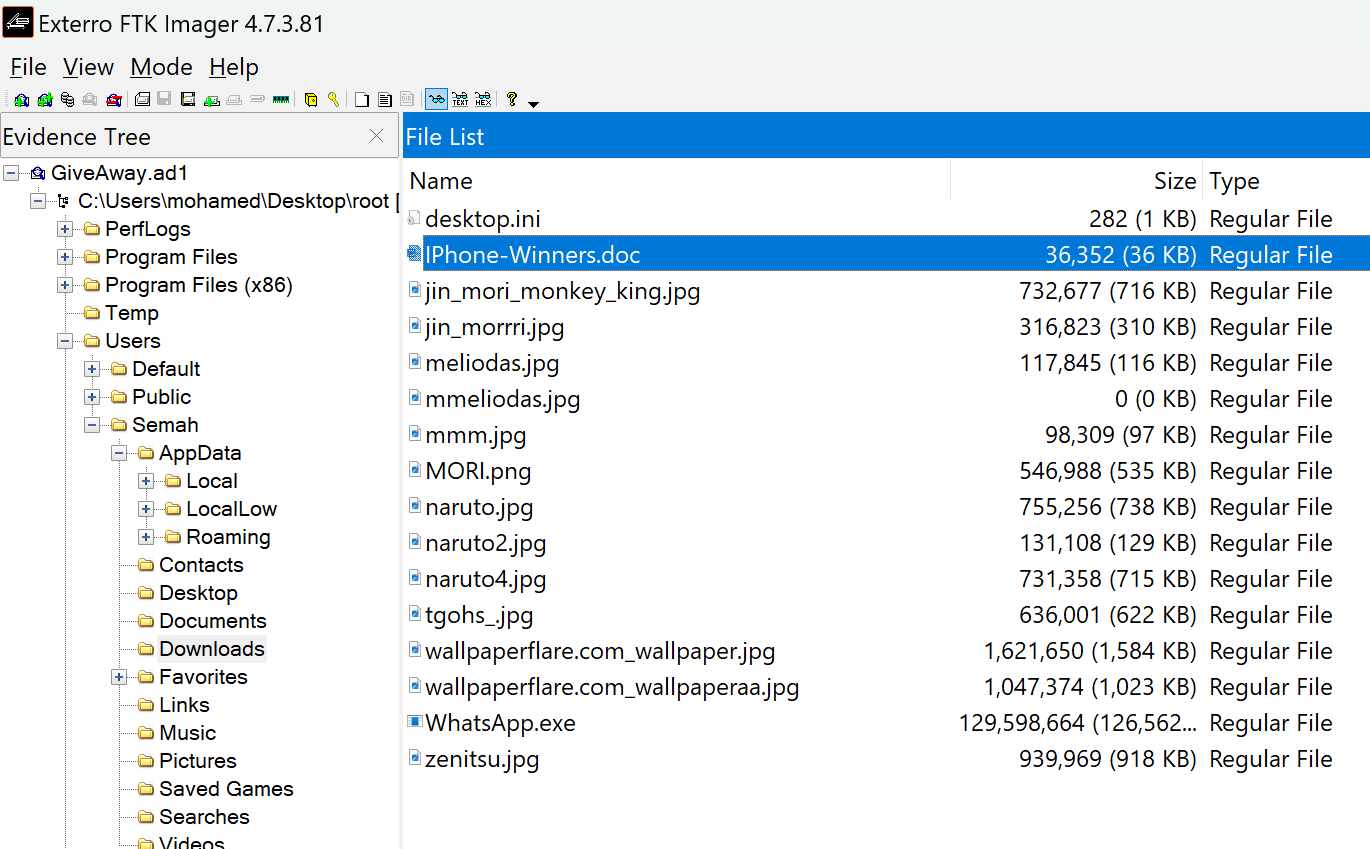 Exterro FTK Imager 4.7.3.81
File View Mode Help
Evidence Tree
GiveAway.ad1
C:\Users\mohamed\Desktop\root [
PerfLogs
Program Files
Program Files (x86)
Temp
Users
Default
Public
Semah
AppData
Local
LocalLow
Roaming
Contacts
Desktop
Documents
Downloads
Favorites
Links
Music
Pictures
Saved Games
Searches
Videos
File List
Name Size Type
desktop.ini 282 (1 KB) Regular File
IPhone-Winners.doc 36,352 (36 KB) Regular File
jin_mori_monkey_king.jpg 732,677 (716 KB) Regular File
jin_morrri.jpg 316,823 (310 KB) Regular File
meliodas.jpg 117,845 (116 KB) Regular File
mmeliodas.jpg 0 (0 KB) Regular File
mmm.jpg 98,309 (97 KB) Regular File
MORI.png 546,988 (535 KB) Regular File
naruto.jpg 755,256 (738 KB) Regular File
naruto2.jpg 131,108 (129 KB) Regular File
naruto4.jpg 731,358 (715 KB) Regular File
tgohs_.jpg 636,001 (622 KB) Regular File
wallpaperflare.com_wallpaper.jpg 1,621,650 (1,584 KB) Regular File
wallpaperflare.com_wallpaperaa.jpg 1,047,374 (1,023 KB) Regular File
WhatsApp.exe 129,598,664 (126,562... Regular File
zenitsu.jpg 939,969 (918 KB) Regular File